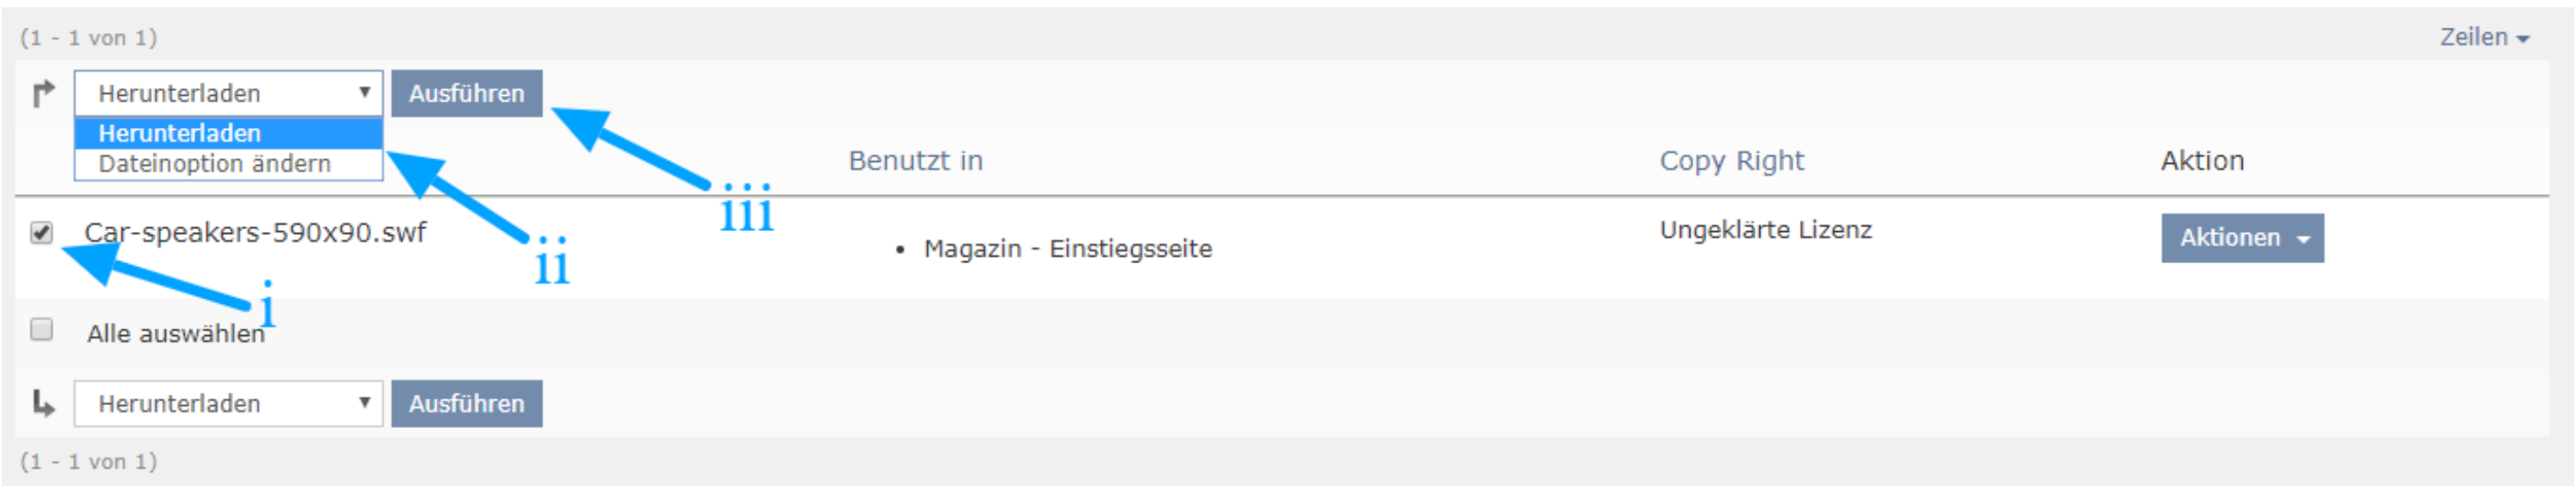 (1 - 1 von 1)
Zeilen
Herunterladen Ausführen
Herunterladen
Dateinoption ändern
Benutzt in Copy Right Aktion
iii
Car-speakers-590x90.swf
• Magazin - Einstiegsseite
Ungeklärte Lizenz
Aktionen
ii
i
Alle auswählen
Herunterladen Ausführen
(1 - 1 von 1)